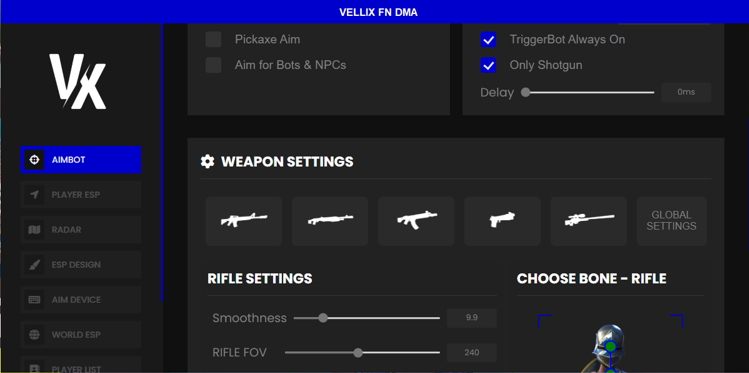 VELLIX FN DMA
VX
AIMBOT
PLAYER ESP
RADAR
ESP DESIGN
AIM DEVICE
WORLD ESP
PLAYER LIST
Pickaxe Aim
Aim for Bots & NPCs
TriggerBot Always On
Only Shotgun
Delay 0ms
WEAPON SETTINGS
GLOBAL
SETTINGS
RIFLE SETTINGS
Smoothness 9.9
RIFLE FOV 240
CHOOSE BONE - RIFLE